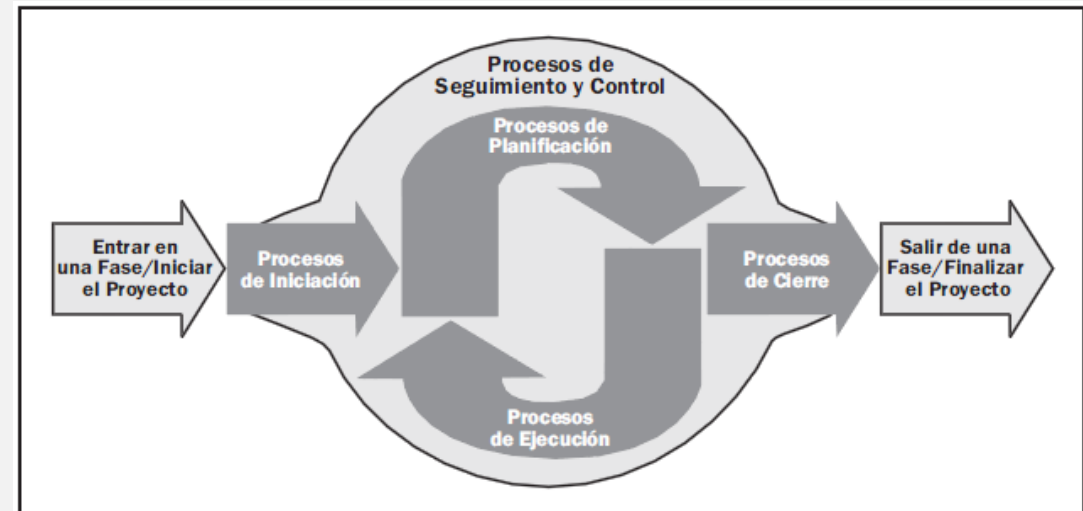 Procesos de
Seguimiento y Control
Procesos de
Planificación
Entrar en
una Fase/Iniciar
el Proyecto
Procesos
de Iniciación
Procesos
de Cierre
Salir de una
Fase/Finalizar
el Proyecto
Procesos
de Ejecución